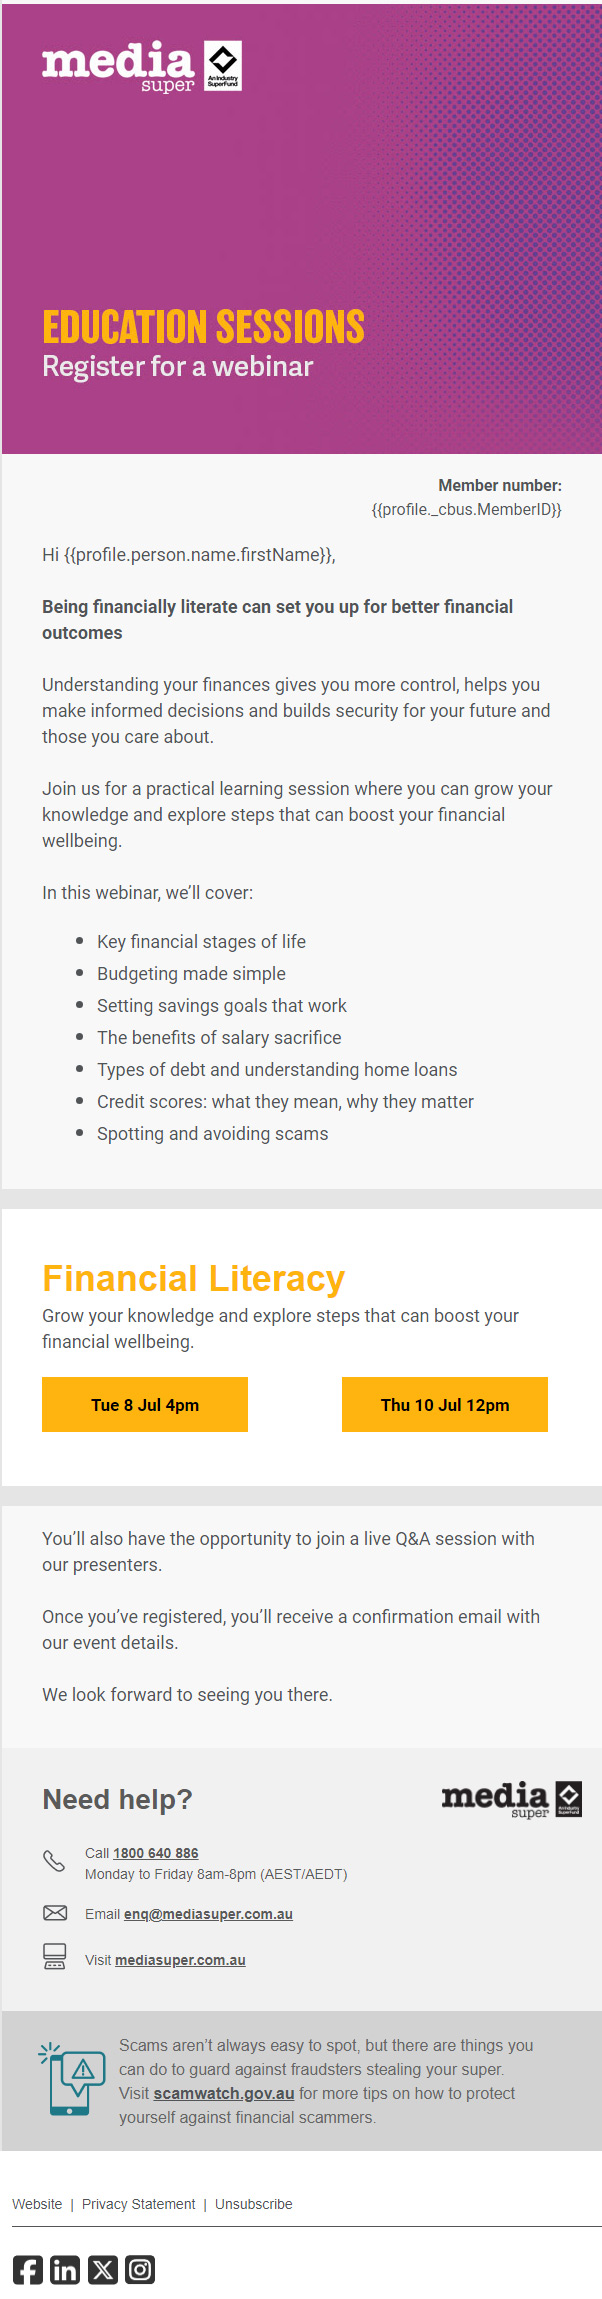 media
super
An Industry
SuperFund
EDUCATION SESSIONS
Register for a webinar
Member number:
{{profile._cbus.MemberID}}
Hi {{profile.person.name.firstName}},
Being financially literate can set you up for better financial
outcomes
Understanding your finances gives you more control, helps you
make informed decisions and builds security for your future and
those you care about.
Join us for a practical learning session where you can grow your
knowledge and explore steps that can boost your financial
wellbeing.
In this webinar, we’ll cover:
• Key financial stages of life
• Budgeting made simple
• Setting savings goals that work
• The benefits of salary sacrifice
• Types of debt and understanding home loans
• Credit scores: what they mean, why they matter
• Spotting and avoiding scams
Financial Literacy
Grow your knowledge and explore steps that can boost your
financial wellbeing.
Tue 8 Jul 4pm
Thu 10 Jul 12pm
You’ll also have the opportunity to join a live Q&A session with
our presenters.
Once you’ve registered, you’ll receive a confirmation email with
our event details.
We look forward to seeing you there.
Need help?
media
super
An Industry
SuperFund
Call 1800 640 886
Monday to Friday 8am-8pm (AEST/AEDT)
Email enq@mediasuper.com.au
Visit mediasuper.com.au
Scams aren’t always easy to spot, but there are things you
can do to guard against fraudsters stealing your super.
Visit scamwatch.gov.au for more tips on how to protect
yourself against financial scammers.
Website | Privacy Statement | Unsubscribe